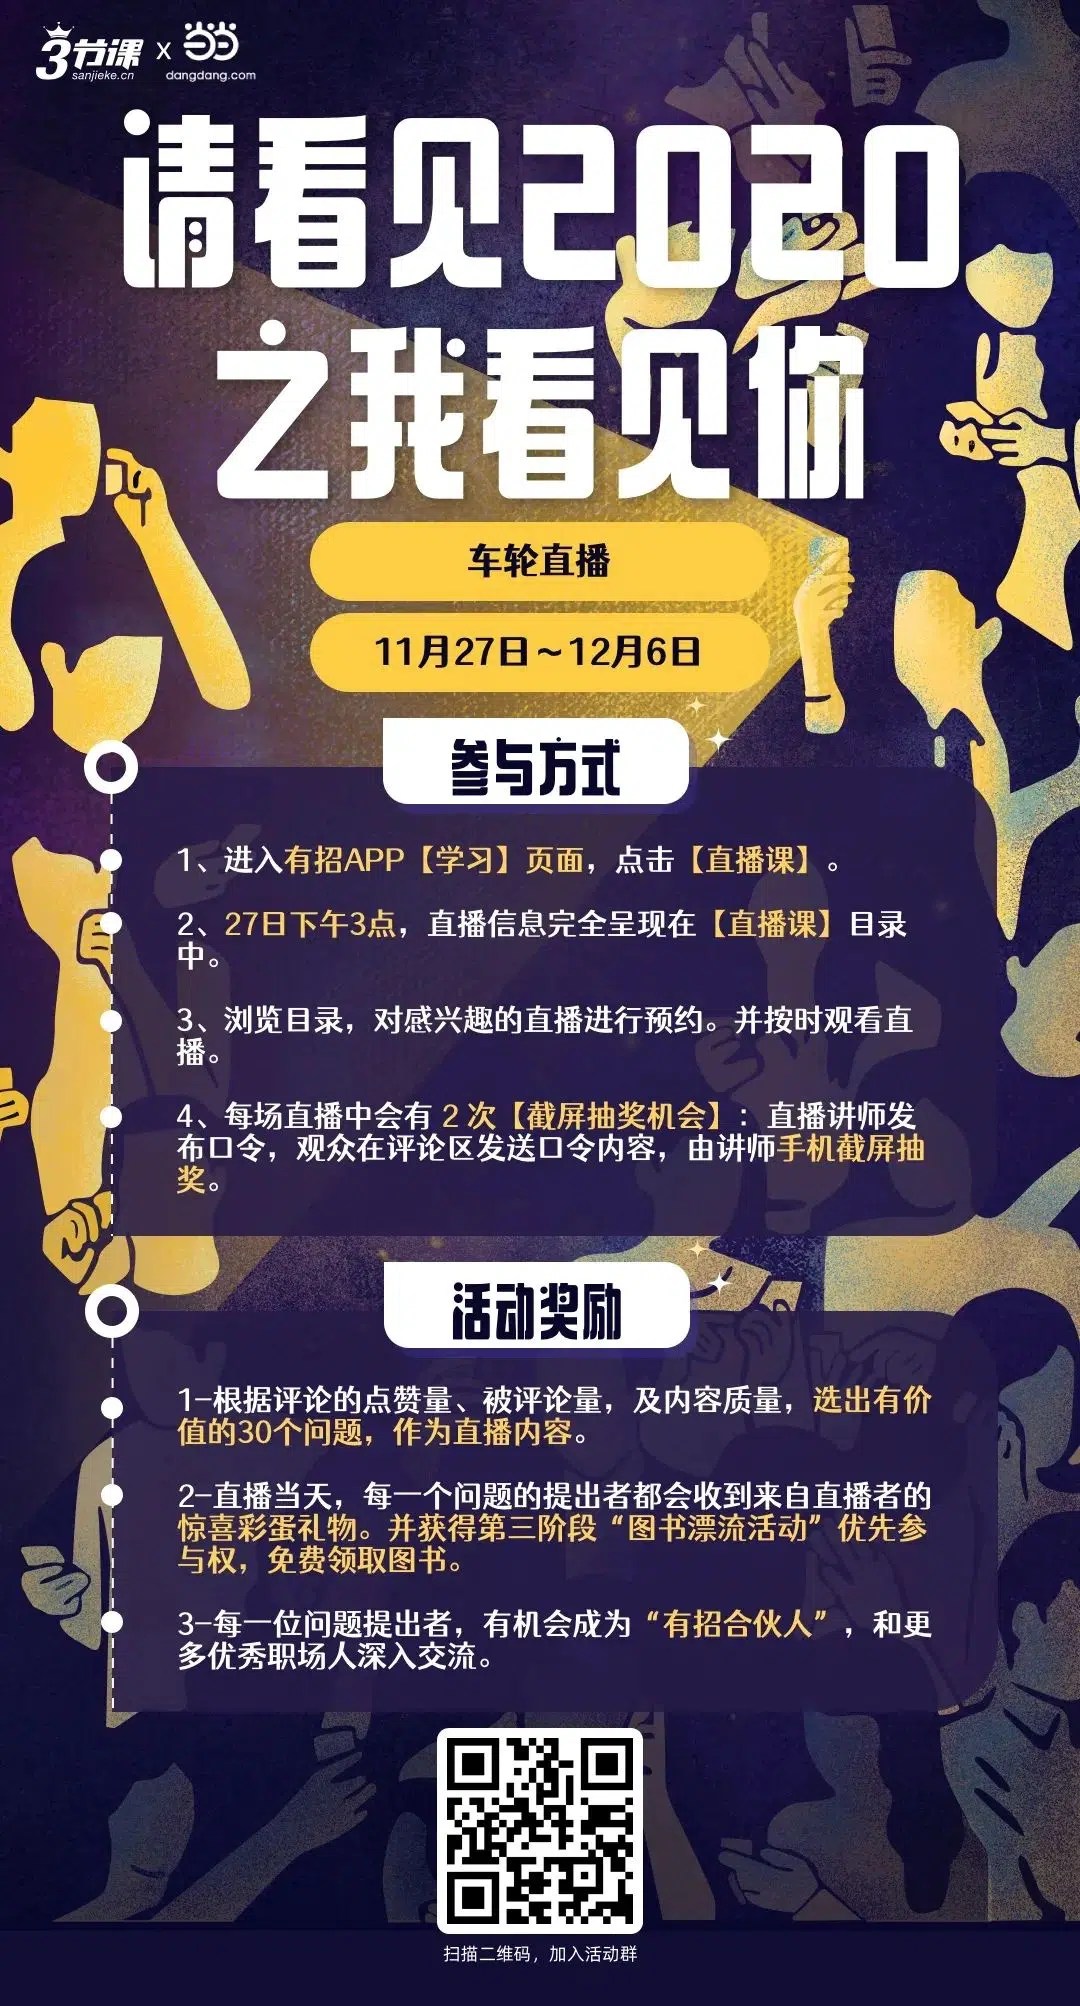 3节课
sanjieke.cn
x
当当
dangdang.com
请看见2020
之我看见你
车轮直播
11月27日~12月6日
参与方式
1、进入有招APP【学习】页面，点击【直播课】。
2、27日下午3点，直播信息完全呈现在【直播课】目录
中。
3、浏览目录，对感兴趣的直播进行预约。并按时观看直
播。
4、每场直播中会有 2 次【截屏抽奖机会】：直播讲师发
布口令，观众在评论区发送口令内容，由讲师手机截屏抽
奖。
活动奖励
1-根据评论的点赞量、被评论量，及内容质量，选出有价
值的30个问题，作为直播内容。
2-直播当天，每一个问题的提出者都会收到来自直播者的
惊喜彩蛋礼物。并获得第三阶段“图书漂流活动”优先参
与权，免费领取图书。
3-每一位问题提出者，有机会成为“有招合伙人”，和更
多优秀职场人深入交流。
扫描二维码，加入活动群